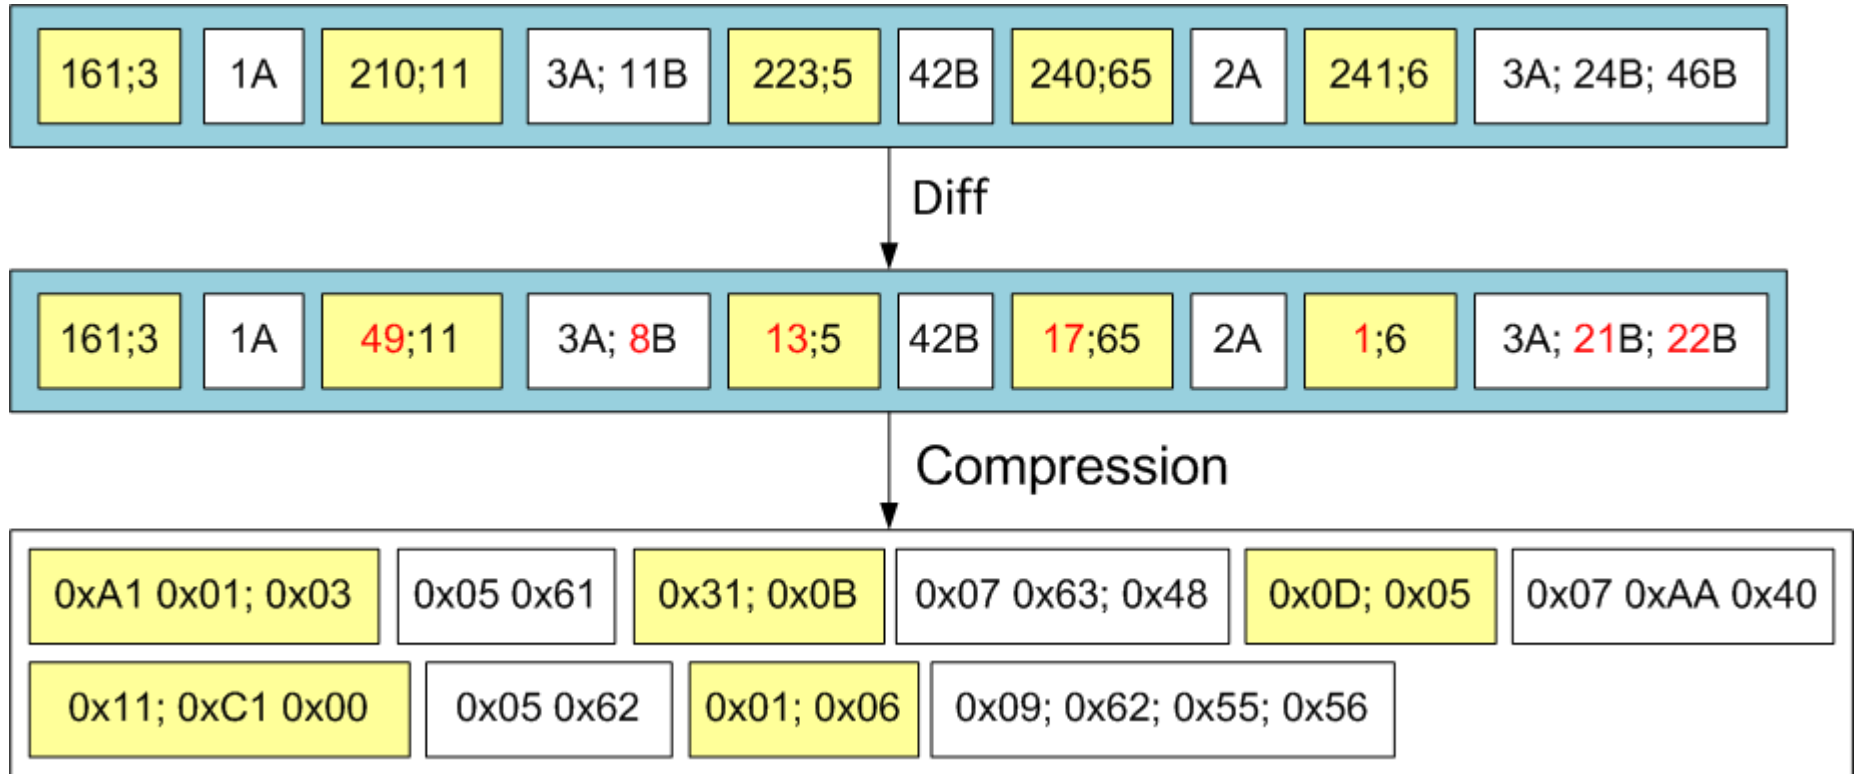 161;3 1A 210;11 3A; 11B 223;5 42B 240;65 2A 241;6 3A; 24B; 46B
Diff
161;3 1A 49;11 3A; 8B 13;5 42B 17;65 2A 1;6 3A; 21B; 22B
Compression
0xA1 0x01; 0x03 0x05 0x61 0x31; 0x0B 0x07 0x63; 0x48 0x0D; 0x05 0x07 0xAA 0x40
0x11; 0xC1 0x00 0x05 0x62 0x01; 0x06 0x09; 0x62; 0x55; 0x56